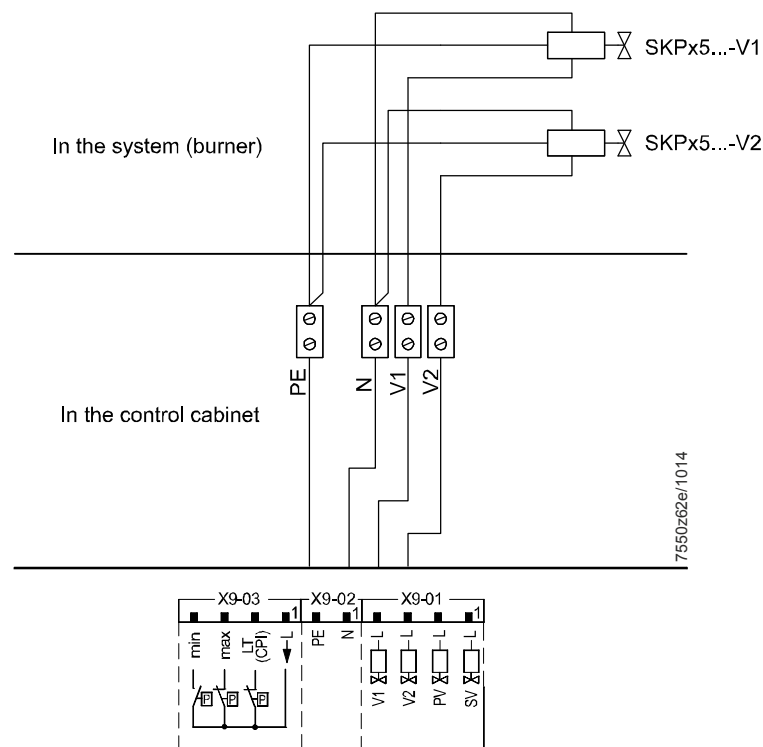 SKPx5...-V1
SKPx5...-V2
In the system (burner)
PE
N
V1
V2
In the control cabinet
7550z62e/1014
X9-03 X9-02 X9-01
1 1 1
min
max
LT
(CPI)
L
PE
N
L
L
L
L
P P P
V1
V2
PV
SV